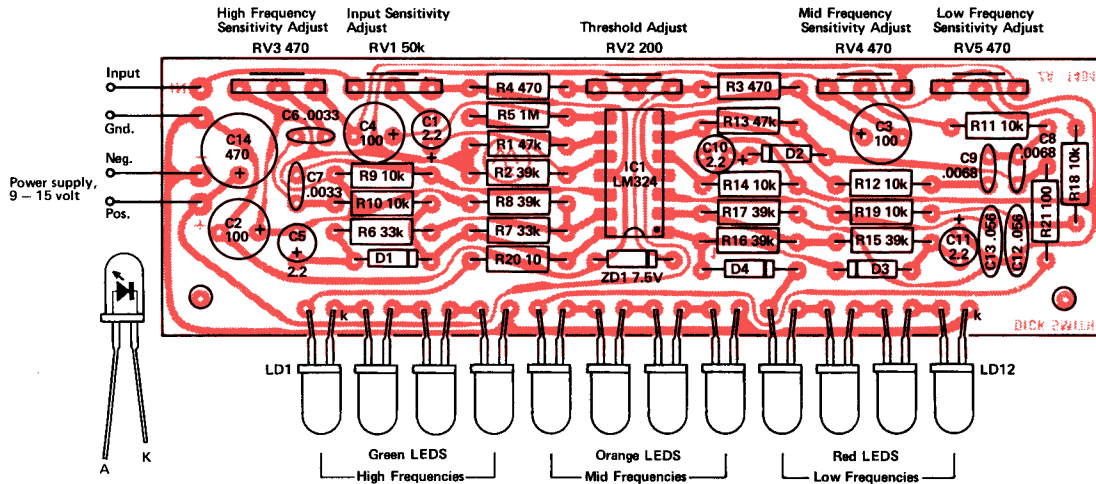 High Frequency
Sensitivity Adjust
RV3 470
Input Sensitivity
Adjust
RV1 50k
Threshold Adjust
RV2 200
Mid Frequency
Sensitivity Adjust
RV4 470
Low Frequency
Sensitivity Adjust
RV5 470
Input
Gnd.
Neg.
Power supply,
9 – 15 volt
Pos.
C14
470
+
C6 .0033
C4
100
+
C1
2.2
+
R4 470
R5 1M
R1 47k
R2 39k
R8 39k
R7 33k
R20 10
C7
.0033
R9 10k
R10 10k
R6 33k
D1
C2
100
+
C5
+
2.2
IC1
LM324
ZD1 7.5V
R3 470
R13 47k
C10
2.2
+
D2
R14 10k
R17 39k
R16 39k
D4
C3
100
+
R12 10k
R19 10k
R15 39k
D3
R11 10k
C9
.0068
C8
.0068
R18 10k
R21 100
C11
2.2
+
C13 .056
C12 .056
DICK SMITH
k
k
LD1
LD12
A
K
Green LEDS
High Frequencies
Orange LEDS
Mid Frequencies
Red LEDS
Low Frequencies